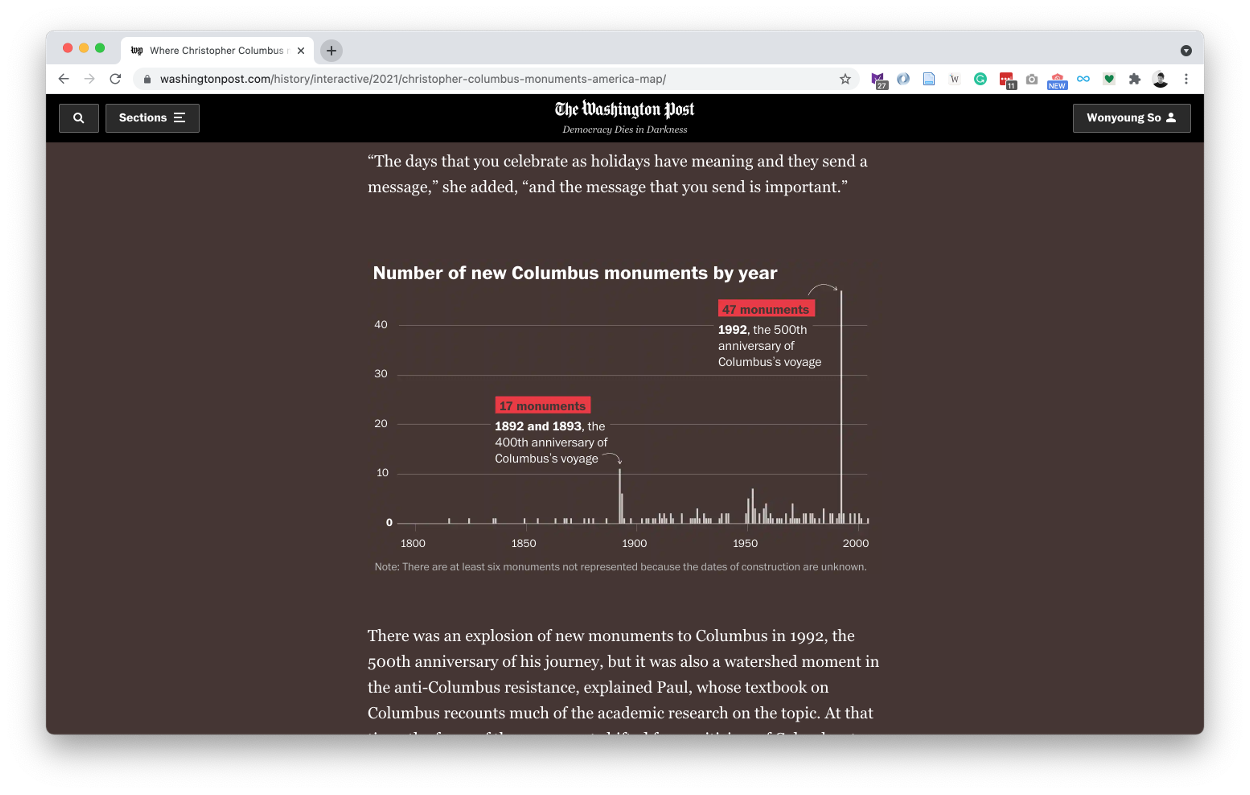 Where Christopher Columbus
washingtonpost.com/history/interactive/2021/christopher-columbus-monuments-america-map/
W
27
11
NEW
Sections
The Washington Post
Democracy Dies in Darkness
Wonyoung So
“The days that you celebrate as holidays have meaning and they send a
message,” she added, “and the message that you send is important.”
Number of new Columbus monuments by year
47 monuments
1992, the 500th
anniversary of
Columbus’s voyage
17 monuments
1892 and 1893, the
400th anniversary of
Columbus’s voyage
40
30
20
10
0
1800 1850 1900 1950 2000
Note: There are at least six monuments not represented because the dates of construction are unknown.
There was an explosion of new monuments to Columbus in 1992, the
500th anniversary of his journey, but it was also a watershed moment in
the anti-Columbus resistance, explained Paul, whose textbook on
Columbus recounts much of the academic research on the topic. At that